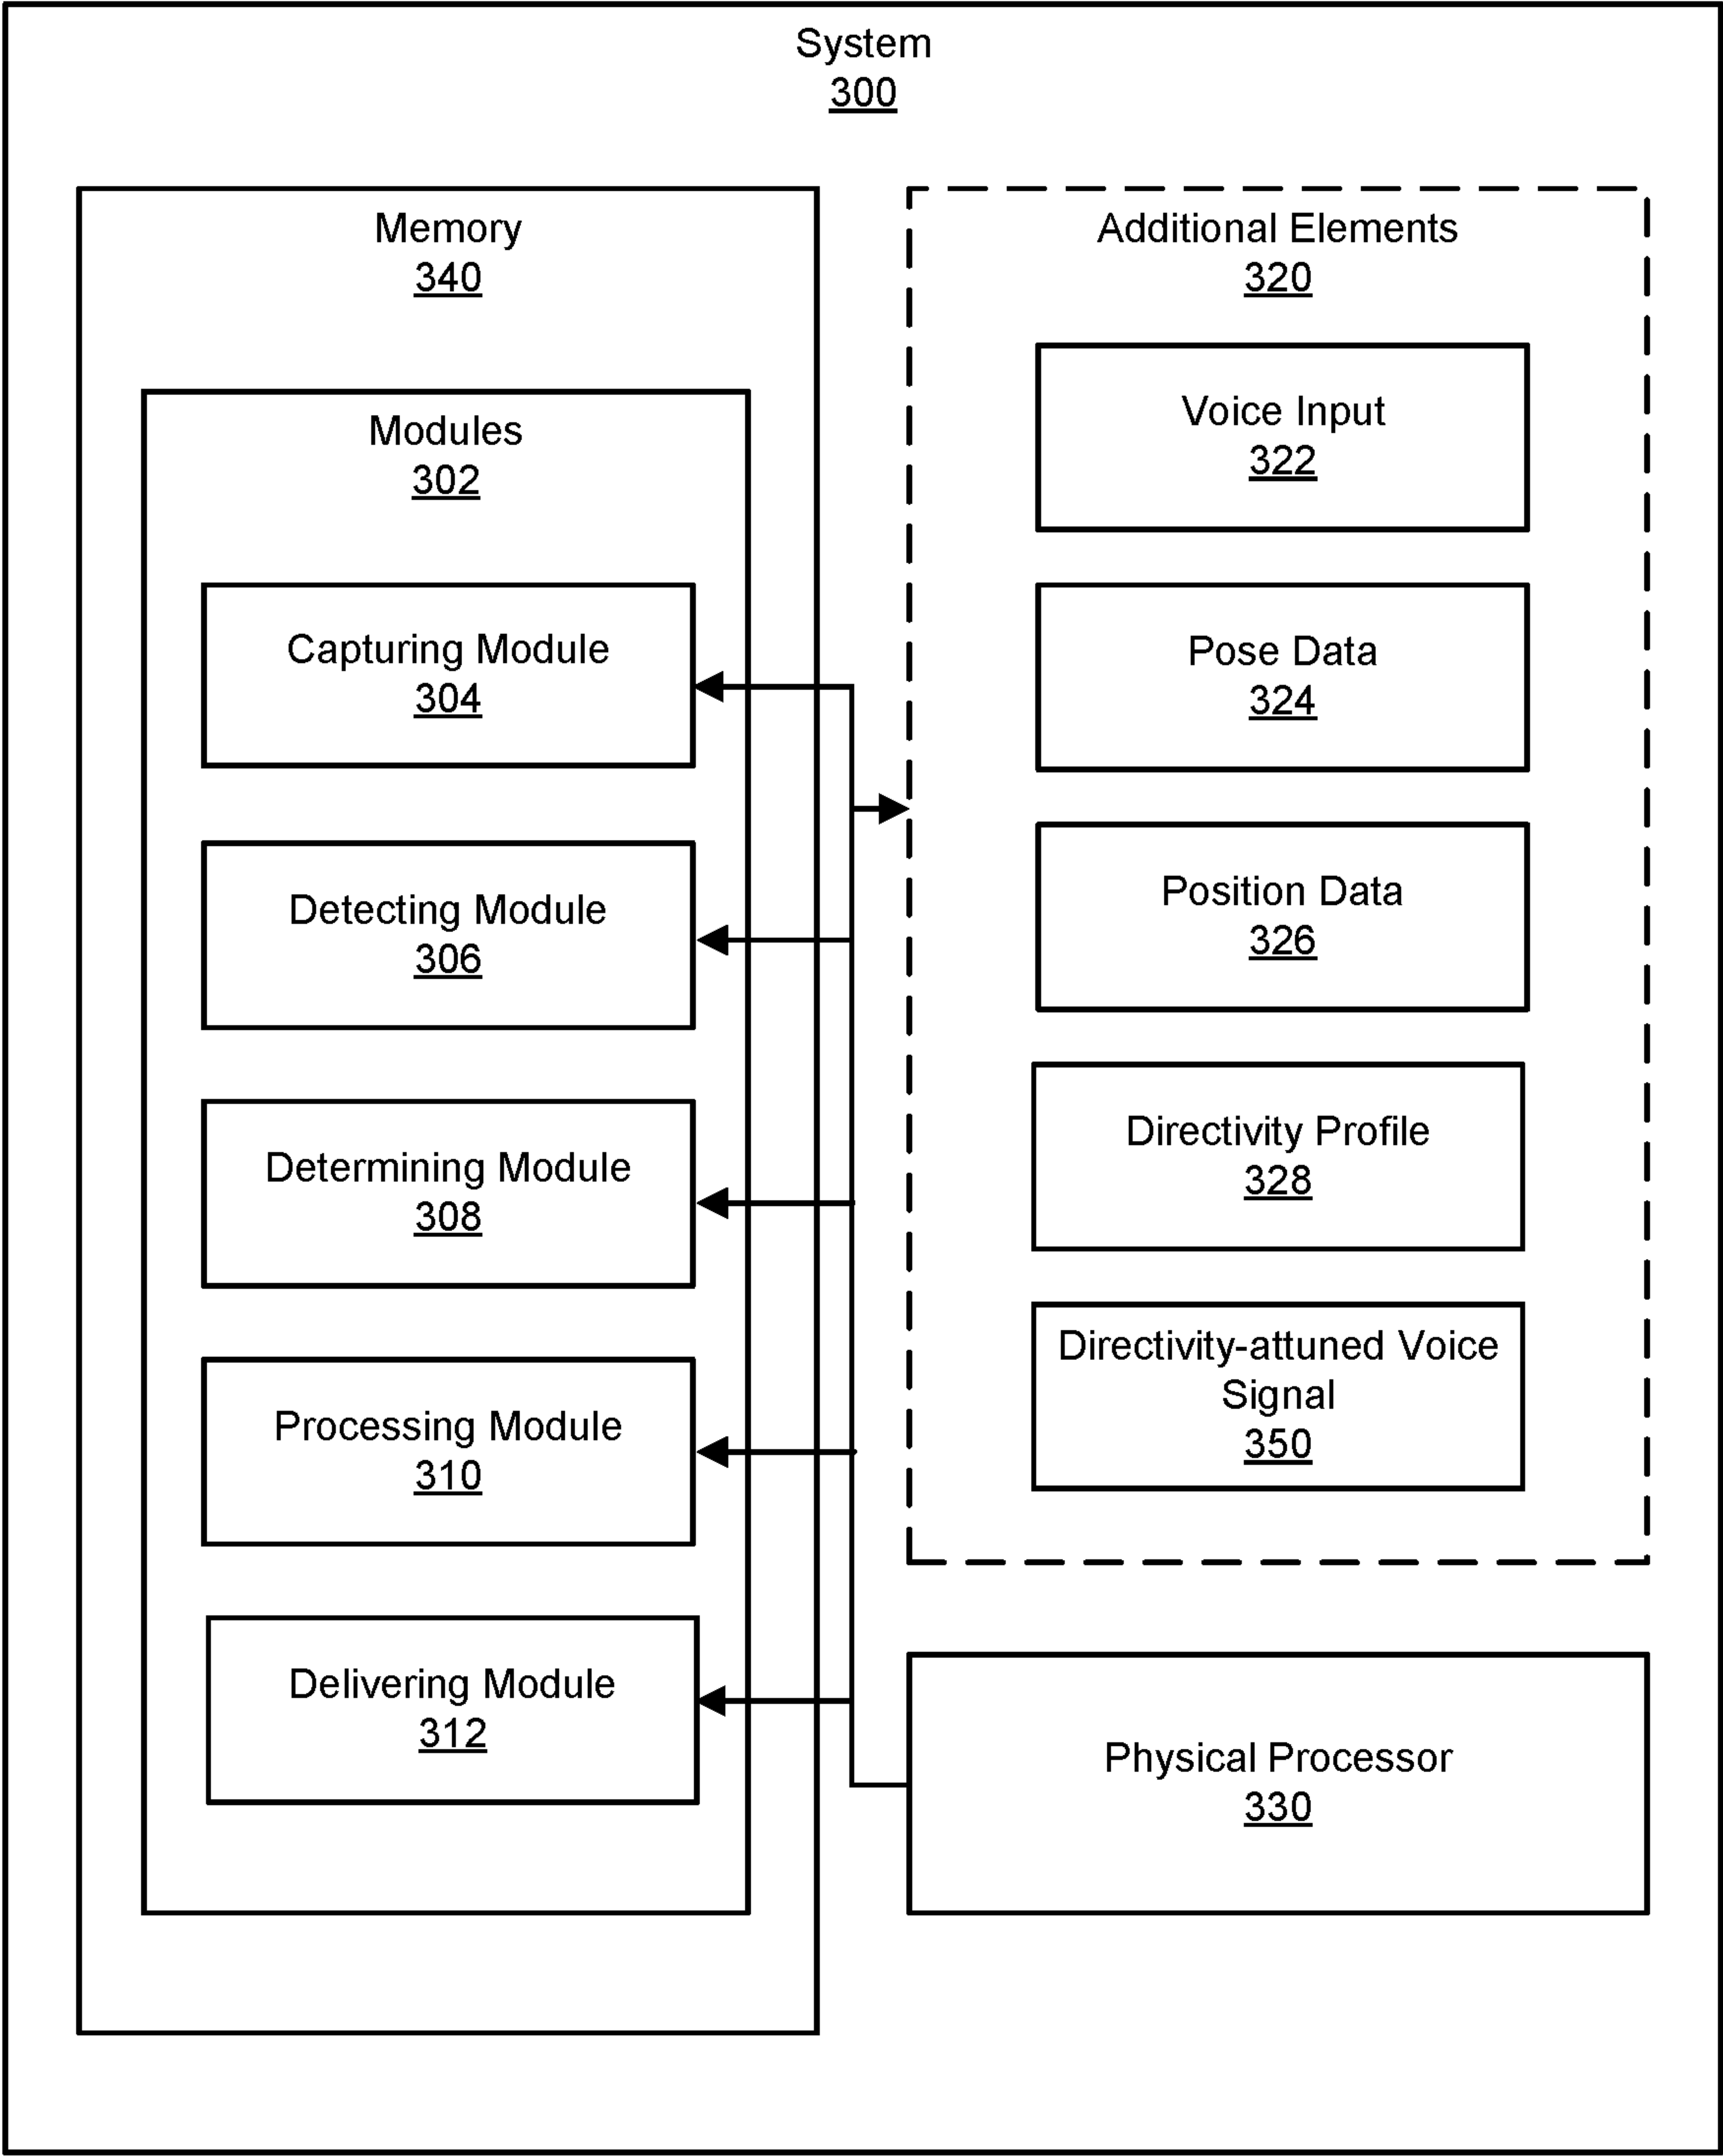 System
300
Memory
340
Modules
302
Capturing Module
304
Detecting Module
306
Determining Module
308
Processing Module
310
Delivering Module
312
Additional Elements
320
Voice Input
322
Pose Data
324
Position Data
326
Directivity Profile
328
Directivity-attuned Voice
Signal
350
Physical Processor
330